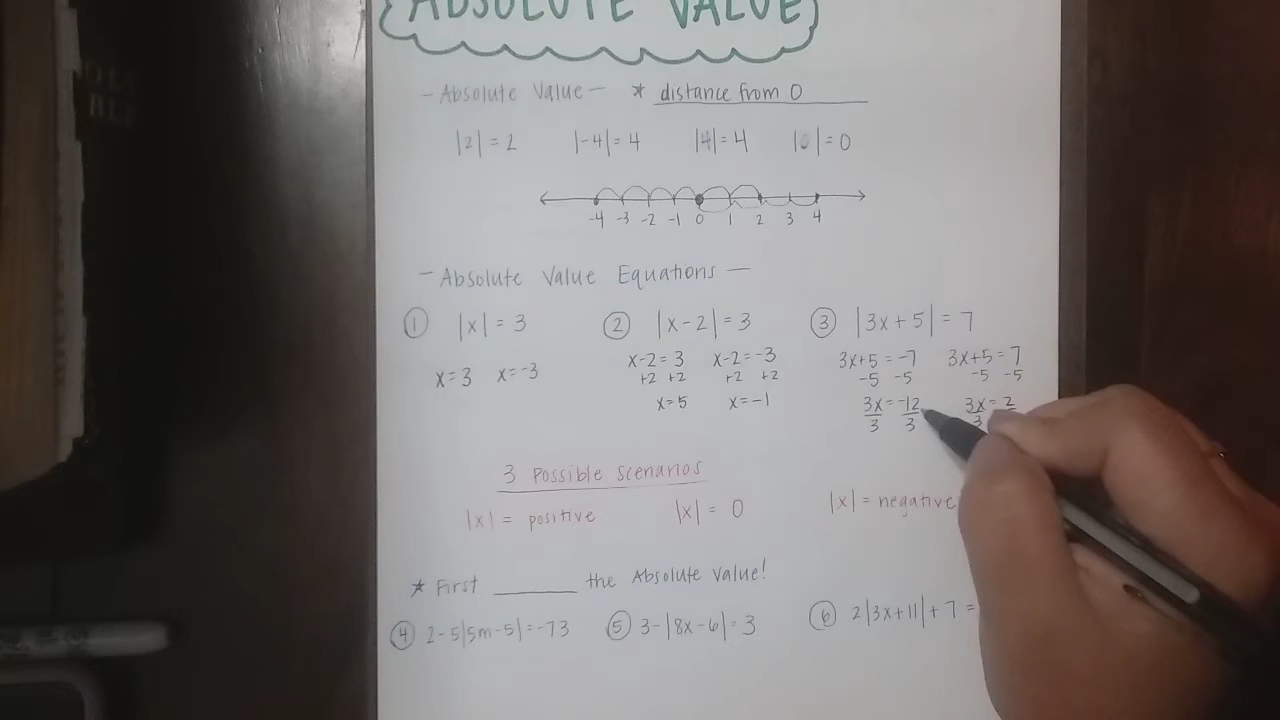 ABSOLUTE VALUE
- Absolute Value - * distance from 0
|2| = 2 |-4| = 4 |4| = 4 |0| = 0
-4 -3 -2 -1 0 1 2 3 4
- Absolute Value Equations -
① |x| = 3 ② |x-2| = 3 ③ |3x+5| = 7
x-2=3 x-2=-3 3x+5=-7 3x+5=7
x=3 x=-3 +2 +2 +2 +2 -5 -5 -5 -5
x=5 x=-1 3x=-12 3x=2
3 3 3
3 Possible scenarios
|x| = positive |x| = 0 |x| = negative
* First ______ the Absolute Value!
④ 2-5|5m-5|=-73 ⑤ 3-|8x-6|=3 ⑥ 2|3x+11|+7=